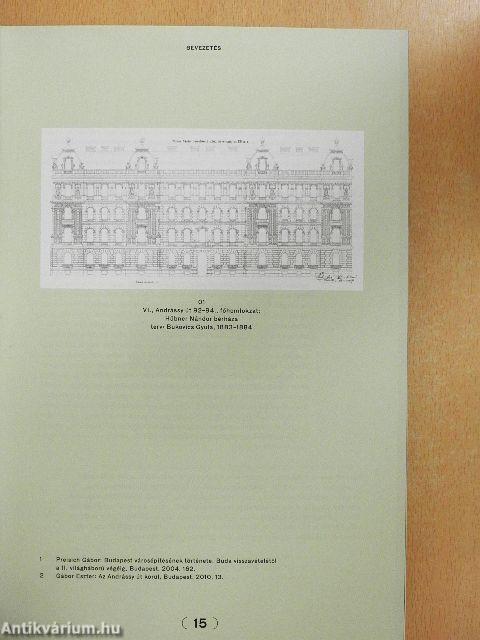 BEVEZETÉS
01
VI., Andrássy út 92–94., főhomlokzat;
Hübner Nándor bérháza
terv: Bukovics Gyula, 1883–1884
1 Preisich Gábor: Budapest városépítésének története. Buda visszavételétől
a II. világháború végéig. Budapest, 2004. 162.
2 Gábor Eszter: Az Andrássy út körül. Budapest, 2010. 13.
( 15 )
Antikvárium.hu